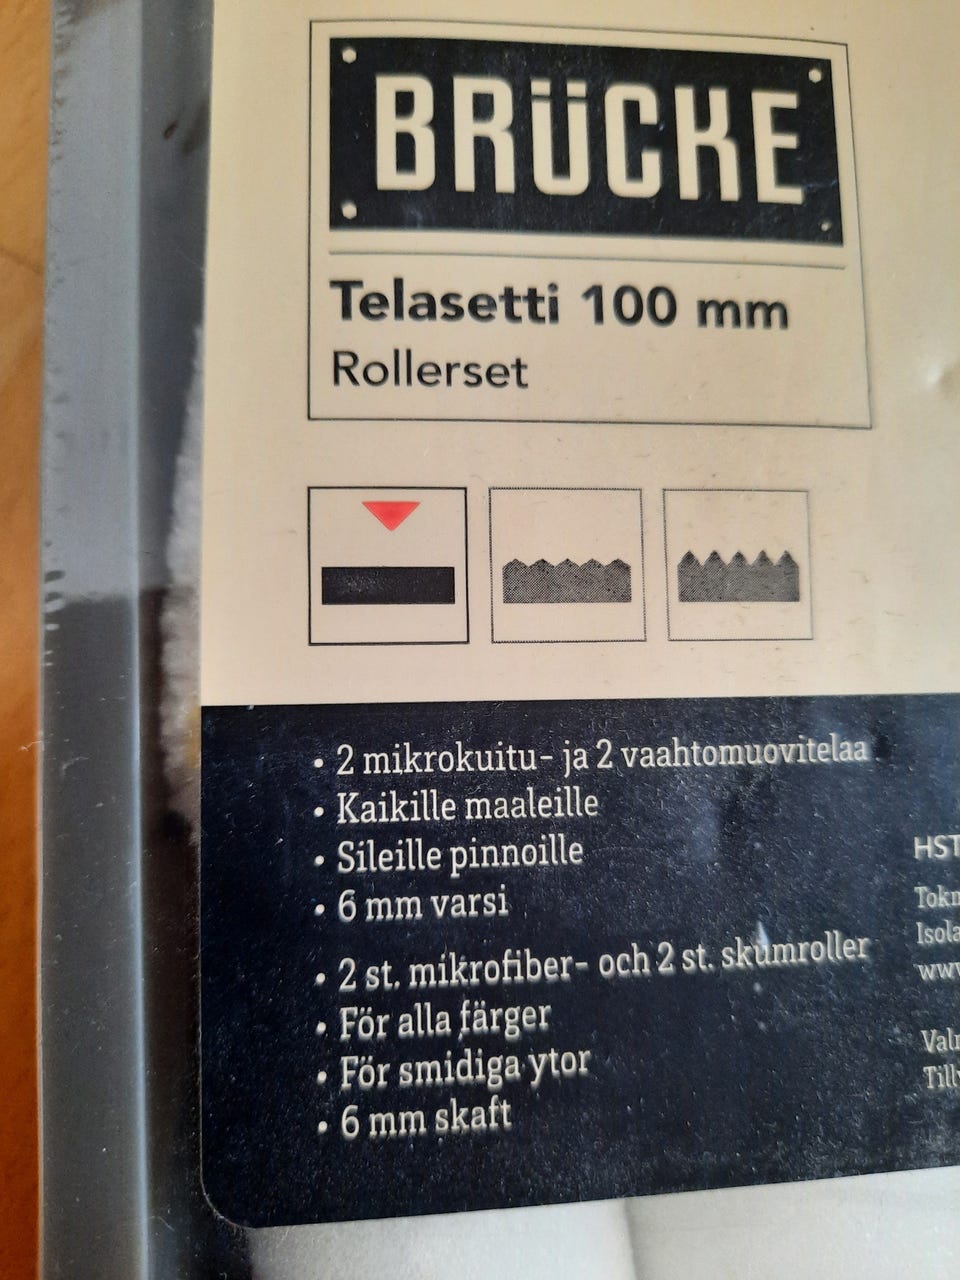 BRÜCKE
Telasetti 100 mm
Rollerset
• 2 mikrokuitu- ja 2 vaahtomuovitelaa
• Kaikille maaleille
• Sileille pinnoille
• 6 mm varsi
• 2 st. mikrofiber- och 2 st. skumroller
• För alla färger
• För smidiga ytor
• 6 mm skaft
HST